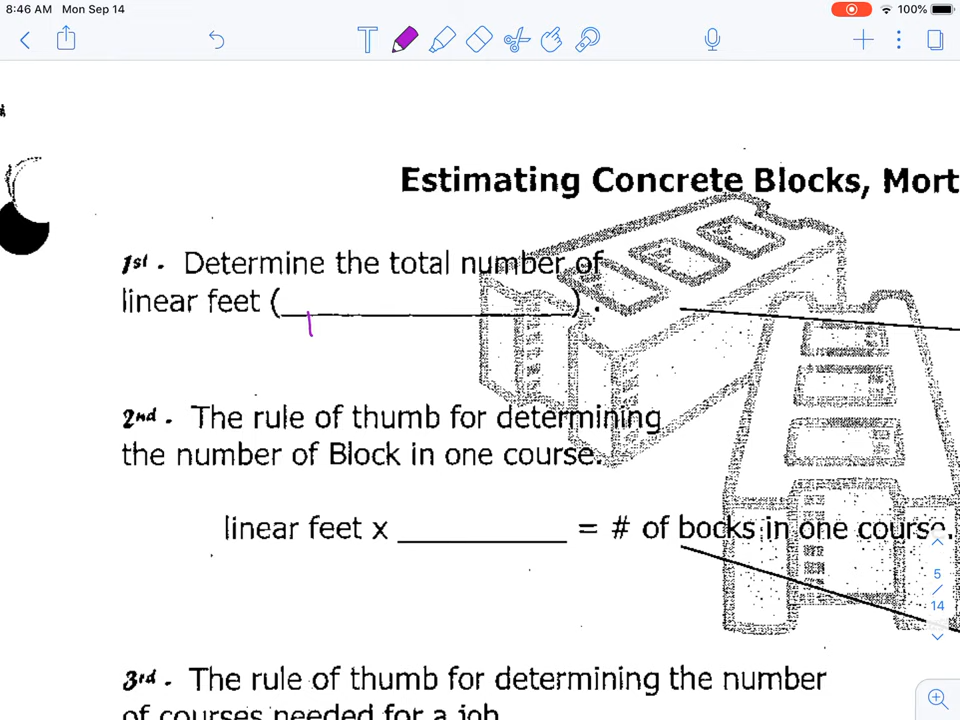 8:46 AM Mon Sep 14
100%
T
Estimating Concrete Blocks, Mort
1st - Determine the total number of
linear feet (____________________) .
2nd - The rule of thumb for determining
the number of Block in one course.
linear feet x ___________ = # of bocks in one course.
5
/
14
3rd - The rule of thumb for determining the number
of courses needed for a job